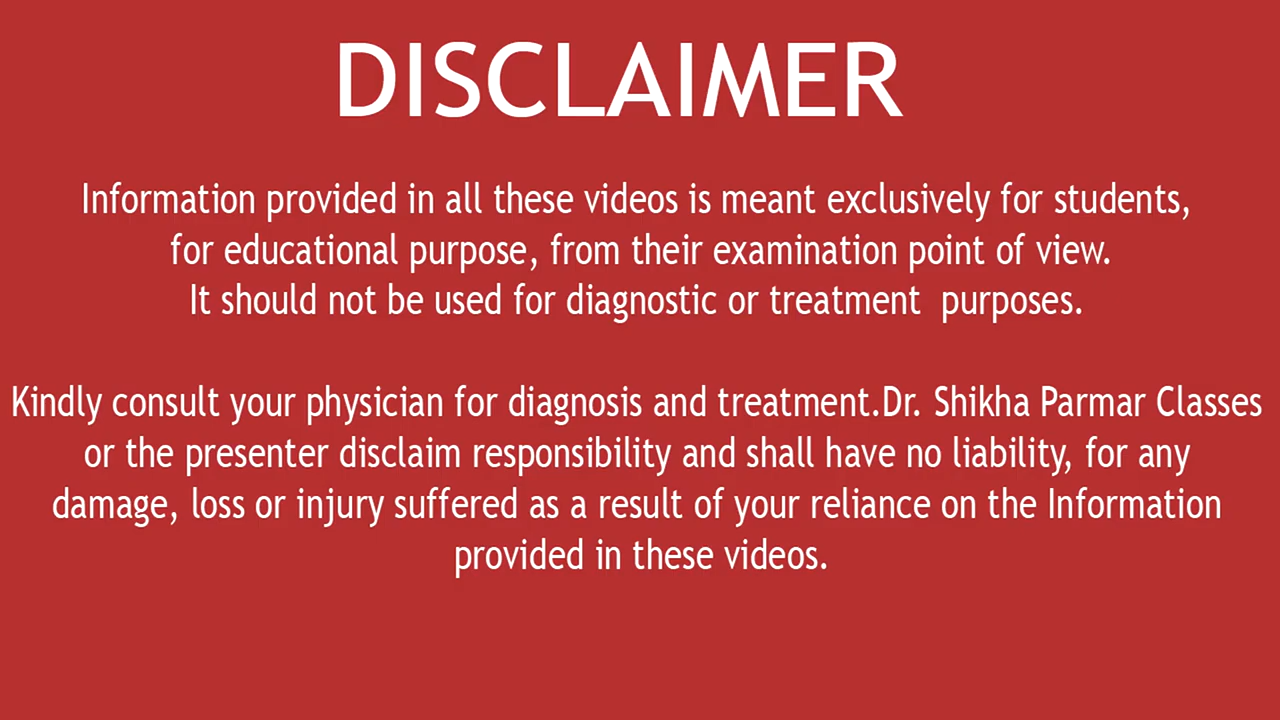 DISCLAIMER
Information provided in all these videos is meant exclusively for students,
for educational purpose, from their examination point of view.
It should not be used for diagnostic or treatment  purposes.
Kindly consult your physician for diagnosis and treatment.Dr. Shikha Parmar Classes
or the presenter disclaim responsibility and shall have no liability, for any
damage, loss or injury suffered as a result of your reliance on the Information
provided in these videos.